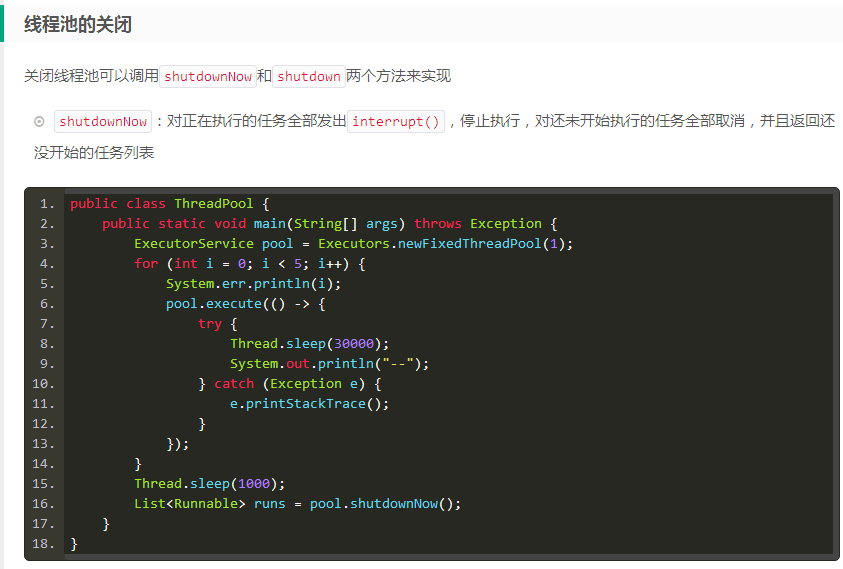 线程池的关闭
关闭线程池可以调用shutdownNow和shutdown两个方法来实现
shutdownNow：对正在执行的任务全部发出interrupt()，停止执行，对还未开始执行的任务全部取消，并且返回还
没开始的任务列表
1. public class ThreadPool {
2.     public static void main(String[] args) throws Exception {
3.         ExecutorService pool = Executors.newFixedThreadPool(1);
4.         for (int i = 0; i < 5; i++) {
5.             System.err.println(i);
6.             pool.execute(() -> {
7.                 try {
8.                     Thread.sleep(30000);
9.                     System.out.println("--");
10.                 } catch (Exception e) {
11.                     e.printStackTrace();
12.                 }
13.             });
14.         }
15.         Thread.sleep(1000);
16.         List<Runnable> runs = pool.shutdownNow();
17.     }
18. }